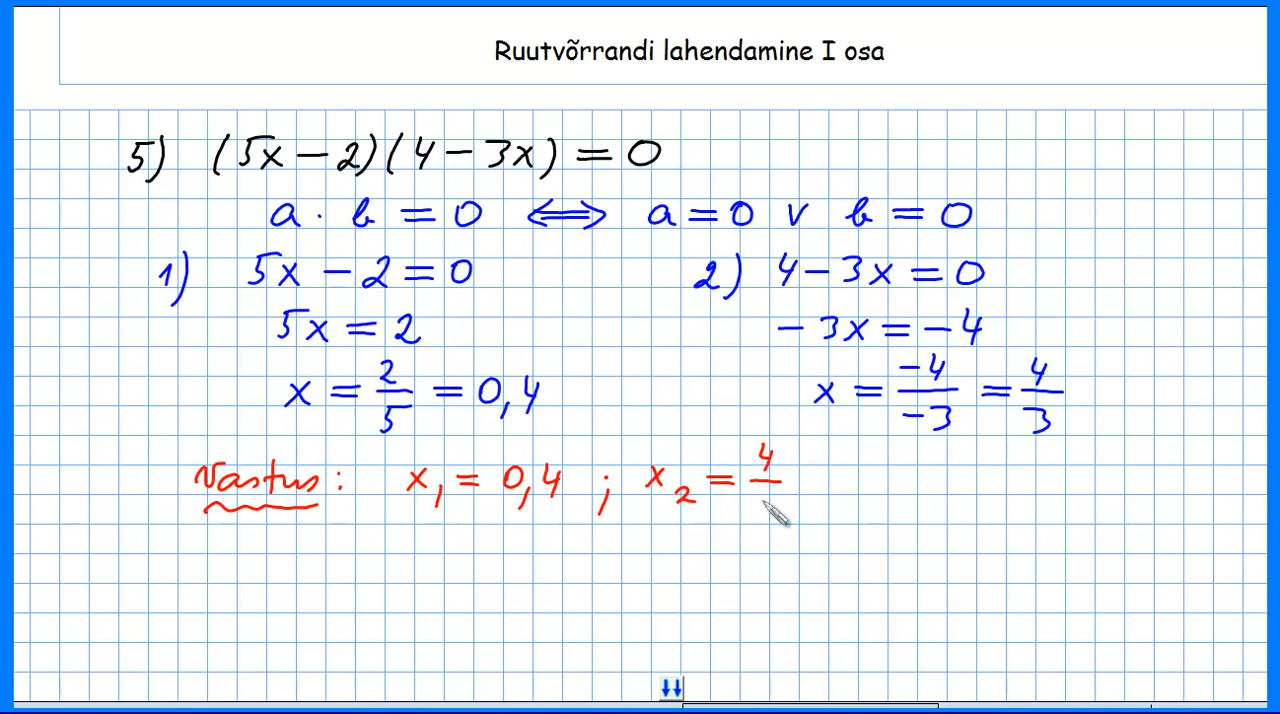 Ruutvõrrandi lahendamine I osa
5) (5x − 2)(4 − 3x) = 0
a · b = 0 ⟺ a = 0 ∨ b = 0
1) 5x − 2 = 0
5x = 2
x = 2/5 = 0,4
2) 4 − 3x = 0
−3x = −4
x = −4/−3 = 4/3
Vastus: x₁ = 0,4 ; x₂ = 4/